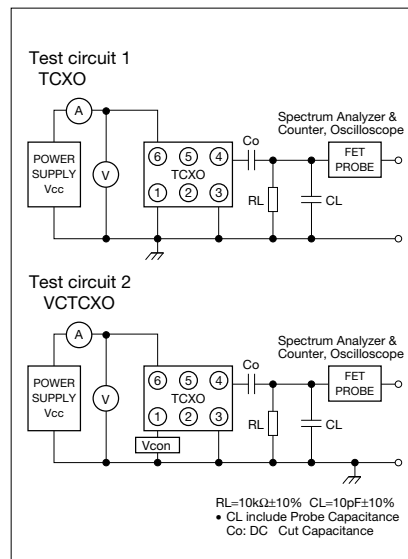 Test circuit 1
TCXO
A
Spectrum Analyzer &
Counter, Oscilloscope
Co
POWER
SUPPLY
Vcc
V
6 5 4
TCXO
1 2 3
RL
CL
FET
PROBE
Test circuit 2
VCTCXO
A
Spectrum Analyzer &
Counter, Oscilloscope
Co
POWER
SUPPLY
Vcc
V
6 5 4
TCXO
1 2 3
Vcon
RL
CL
FET
PROBE
RL=10kΩ±10% CL=10pF±10%
• CL include Probe Capacitance
Co: DC Cut Capacitance